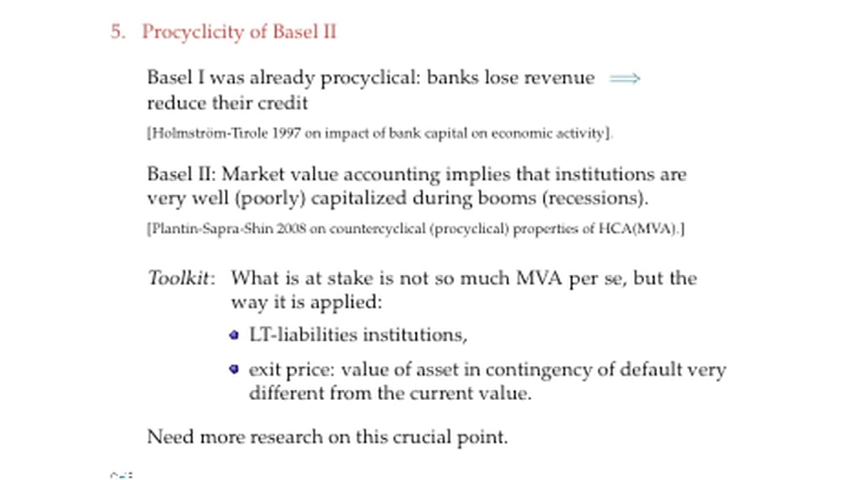 5. Procyclicity of Basel II
Basel I was already procyclical: banks lose revenue ⟹
reduce their credit
[Holmström-Tirole 1997 on impact of bank capital on economic activity].
Basel II: Market value accounting implies that institutions are
very well (poorly) capitalized during booms (recessions).
[Plantin-Sapra-Shin 2008 on countercyclical (procyclical) properties of HCA(MVA).]
Toolkit: What is at stake is not so much MVA per se, but the
way it is applied:
LT-liabilities institutions,
exit price: value of asset in contingency of default very
different from the current value.
Need more research on this crucial point.